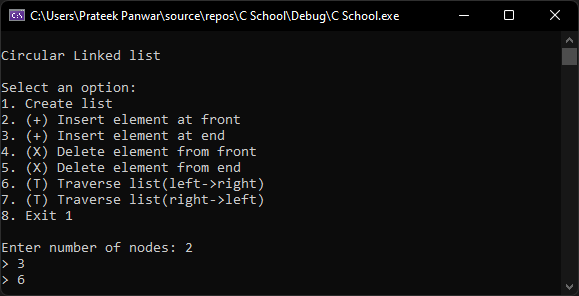 C:\Users\Prateek Panwar\source\repos\C School\Debug\C School.exe
Circular Linked list
Select an option:
1. Create list
2. (+) Insert element at front
3. (+) Insert element at end
4. (X) Delete element from front
5. (X) Delete element from end
6. (T) Traverse list(left->right)
7. (T) Traverse list(right->left)
8. Exit 1
Enter number of nodes: 2
> 3
> 6